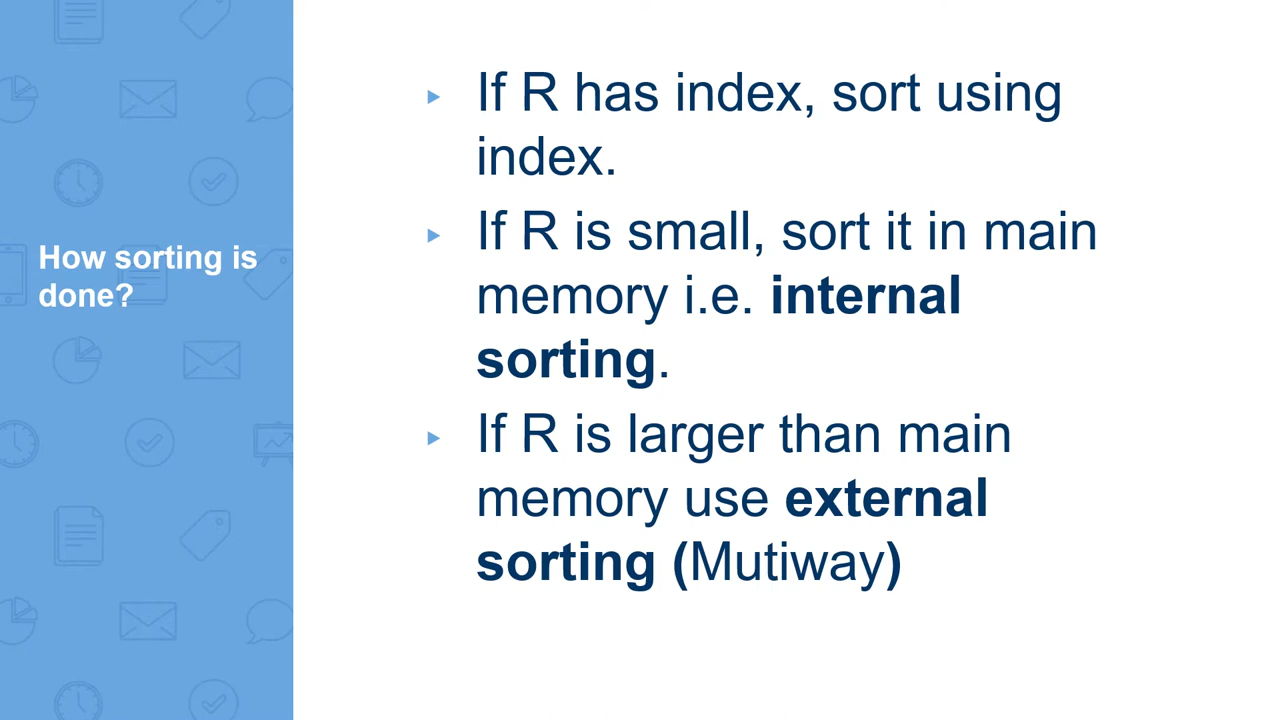 How sorting is
done?
▸ If R has index, sort using
index.
▸ If R is small, sort it in main
memory i.e. internal
sorting.
▸ If R is larger than main
memory use external
sorting (Mutiway)